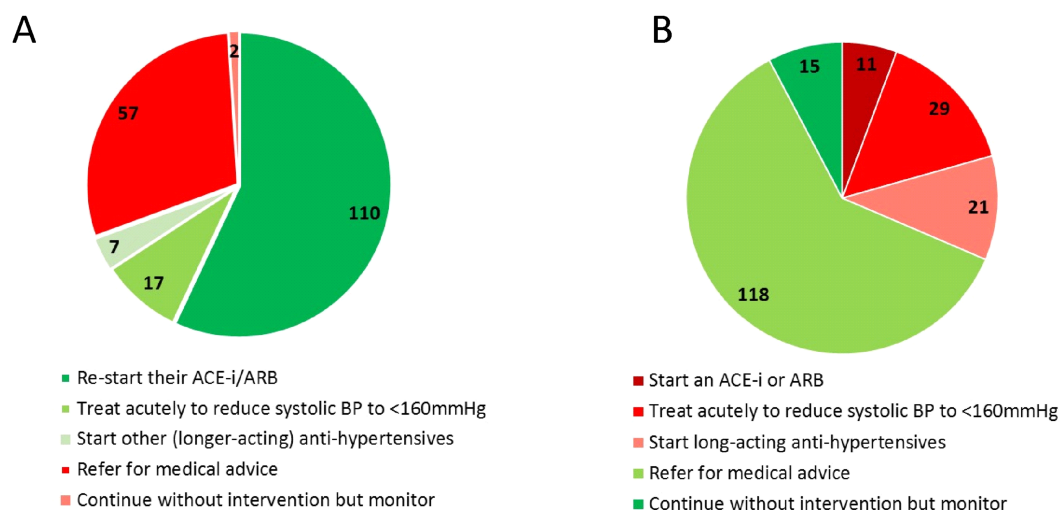 A
2
57
110
7
17
Re-start their ACE-i/ARB
Treat acutely to reduce systolic BP to <160mmHg
Start other (longer-acting) anti-hypertensives
Refer for medical advice
Continue without intervention but monitor
B
15
11
29
21
118
Start an ACE-i or ARB
Treat acutely to reduce systolic BP to <160mmHg
Start long-acting anti-hypertensives
Refer for medical advice
Continue without intervention but monitor